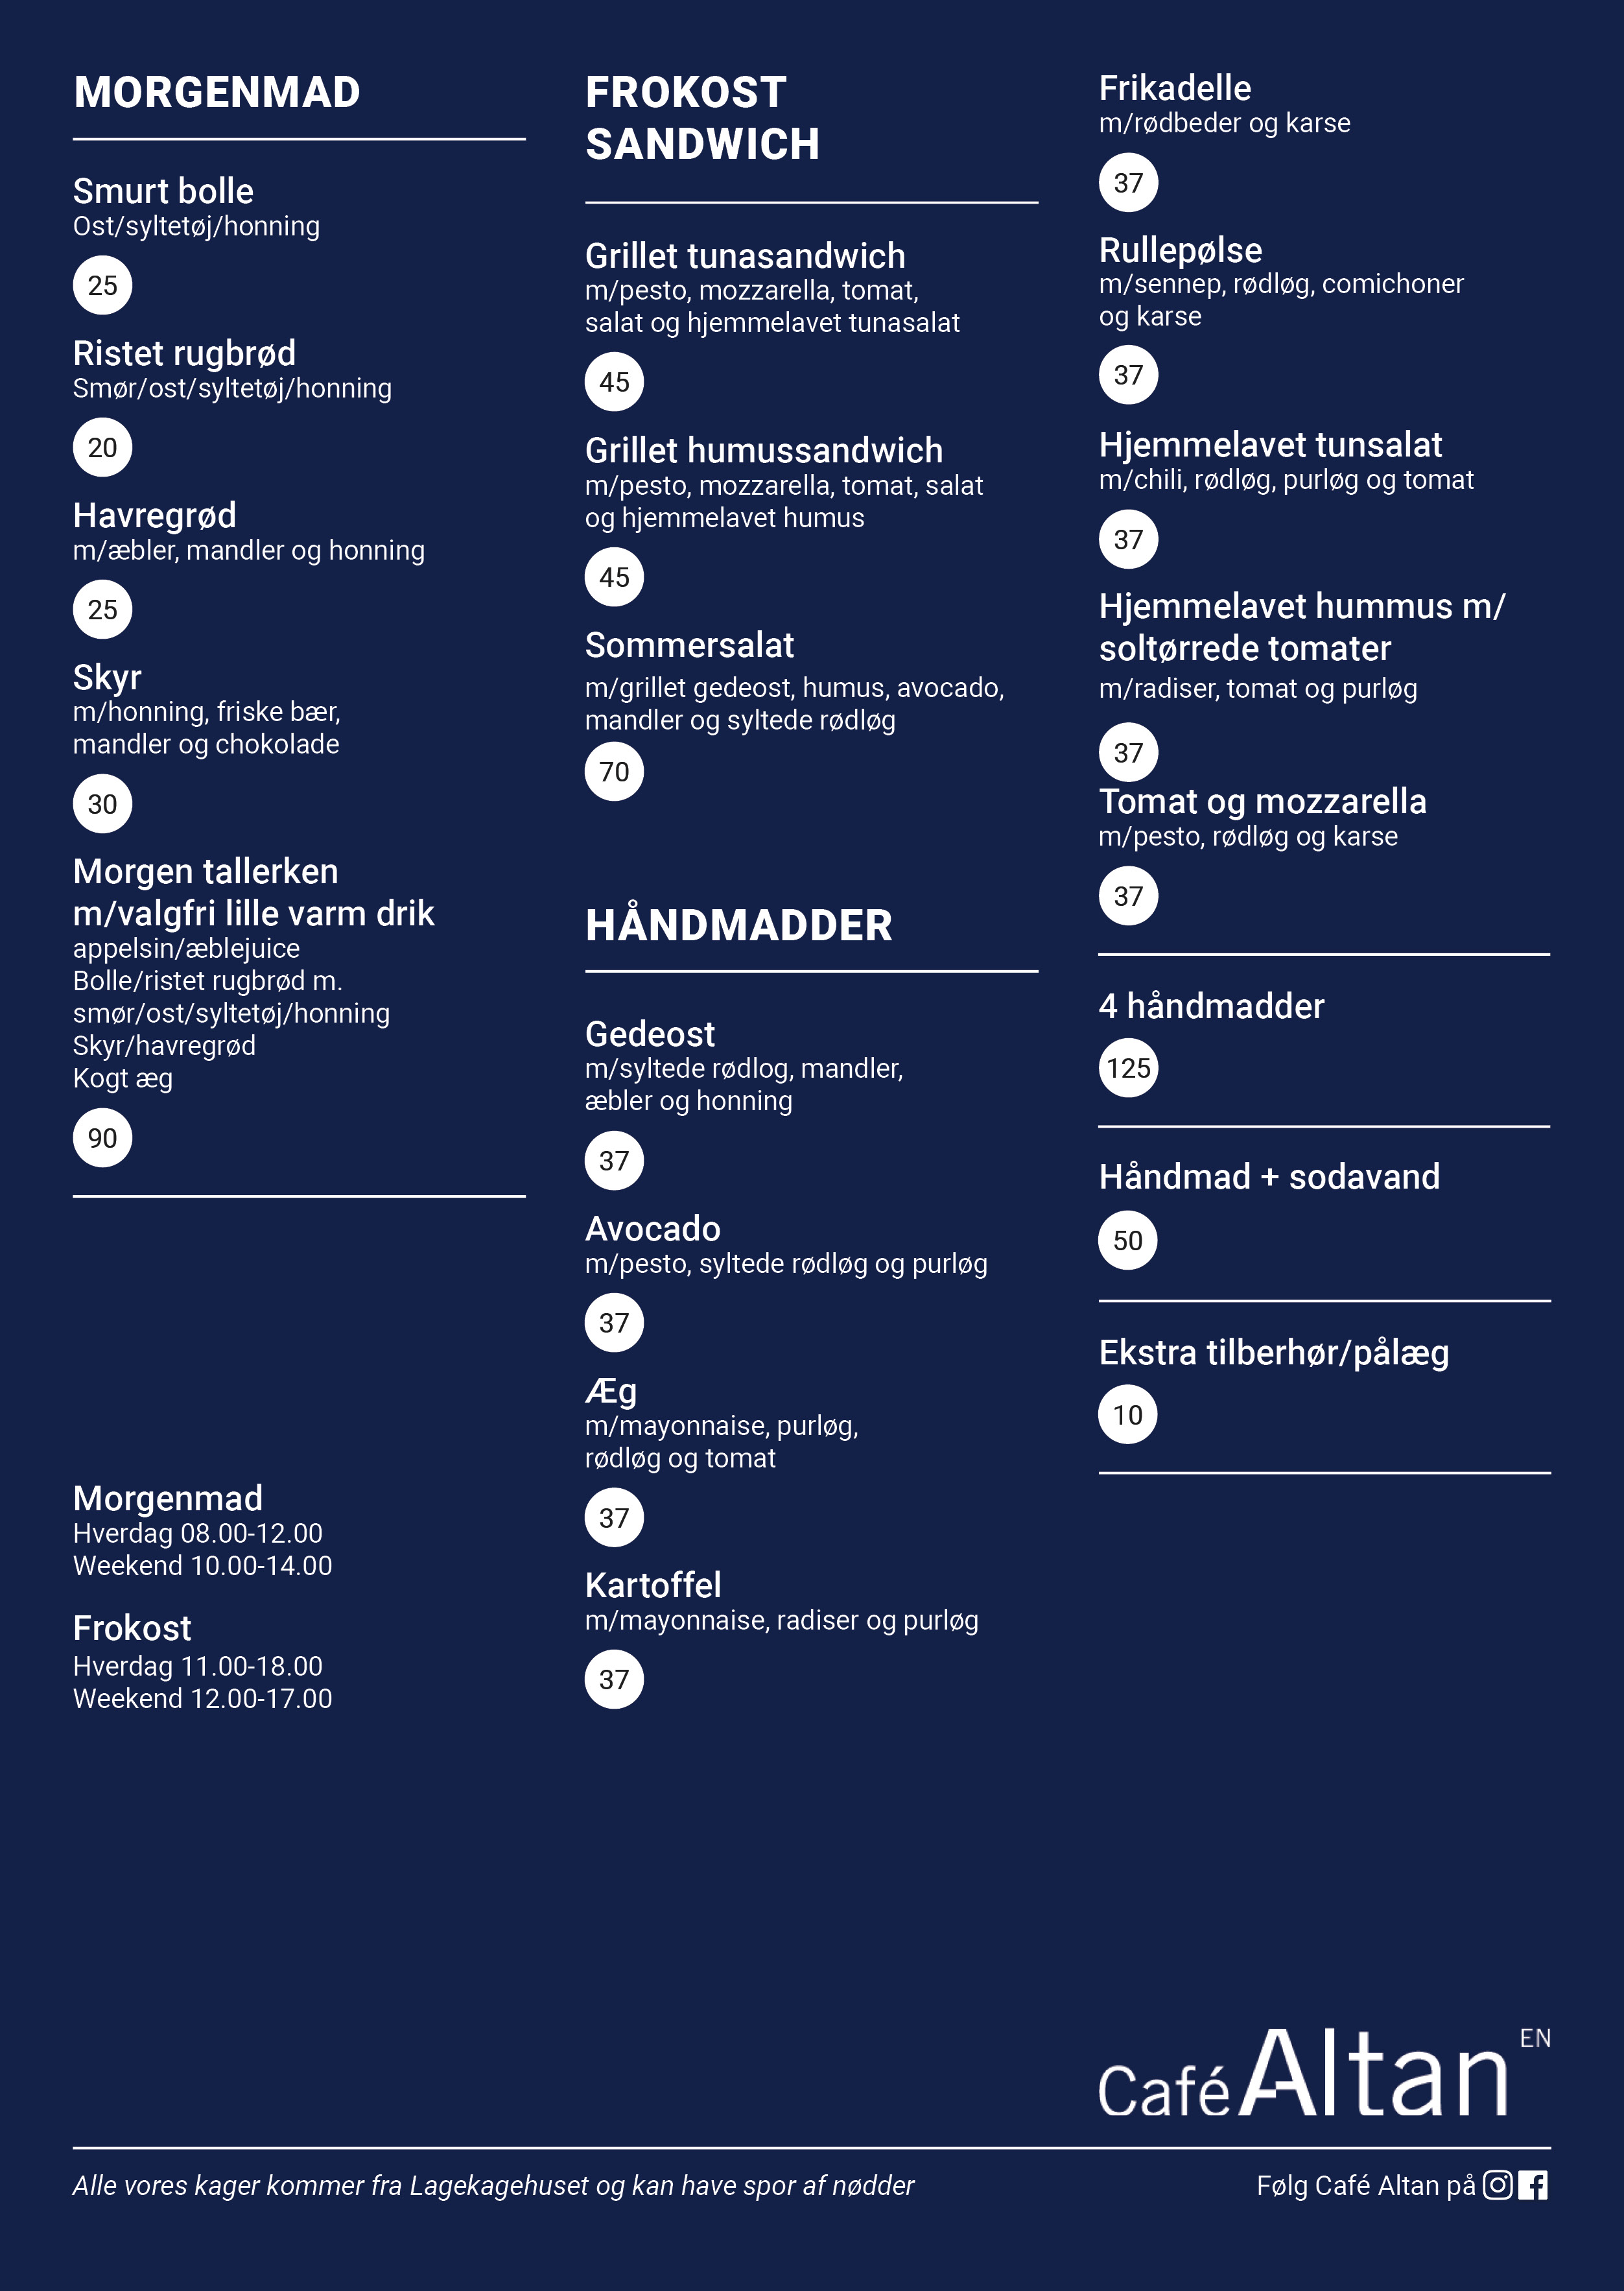 MORGENMAD
Smurt bolle
Ost/syltetøj/honning
25
Ristet rugbrød
Smør/ost/syltetøj/honning
20
Havregrød
m/æbler, mandler og honning
25
Skyr
m/honning, friske bær,
mandler og chokolade
30
Morgen tallerken
m/valgfri lille varm drik
appelsin/æblejuice
Bolle/ristet rugbrød m.
smør/ost/syltetøj/honning
Skyr/havregrød
Kogt æg
90
Morgenmad
Hverdag 08.00-12.00
Weekend 10.00-14.00
Frokost
Hverdag 11.00-18.00
Weekend 12.00-17.00
FROKOST
SANDWICH
Grillet tunasandwich
m/pesto, mozzarella, tomat,
salat og hjemmelavet tunasalat
45
Grillet humussandwich
m/pesto, mozzarella, tomat, salat
og hjemmelavet humus
45
Sommersalat
m/grillet gedeost, humus, avocado,
mandler og syltede rødløg
70
HÅNDMADDER
Gedeost
m/syltede rødlog, mandler,
æbler og honning
37
Avocado
m/pesto, syltede rødløg og purløg
37
Æg
m/mayonnaise, purløg,
rødløg og tomat
37
Kartoffel
m/mayonnaise, radiser og purløg
37
Frikadelle
m/rødbeder og karse
37
Rullepølse
m/sennep, rødløg, comichoner
og karse
37
Hjemmelavet tunsalat
m/chili, rødløg, purløg og tomat
37
Hjemmelavet hummus m/
soltørrede tomater
m/radiser, tomat og purløg
37
Tomat og mozzarella
m/pesto, rødløg og karse
37
4 håndmadder
125
Håndmad + sodavand
50
Ekstra tilberhør/pålæg
10
Café Altan EN
Alle vores kager kommer fra Lagekagehuset og kan have spor af nødder
Følg Café Altan på